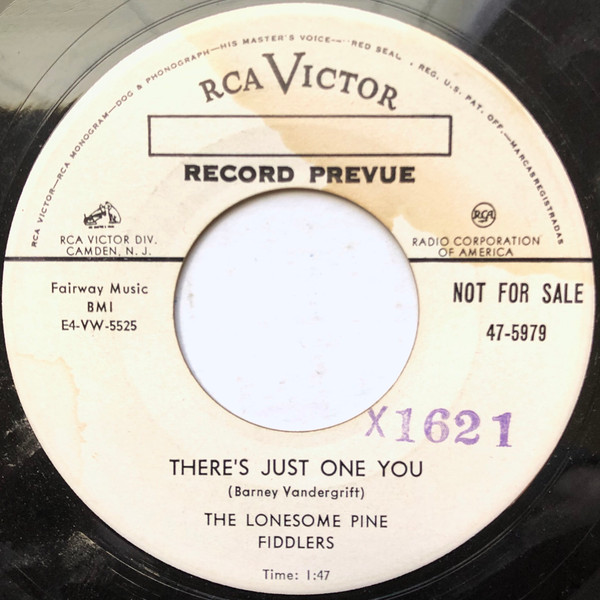 RCA VICTOR—RCA MONOGRAM—DOG & PHONOGRAPH—HIS MASTER'S VOICE—RED SEAL REG. U.S. PAT. OFF.—MARCAS REGISTRADAS
RCA VICTOR
RECORD PREVUE
RCA
RCA VICTOR DIV.
CAMDEN, N. J.
RADIO CORPORATION
OF AMERICA
Fairway Music
BMI
E4-VW-5525
NOT FOR SALE
47-5979
X1621
THERE'S JUST ONE YOU
(Barney Vandergrift)
THE LONESOME PINE
FIDDLERS
Time: 1:47